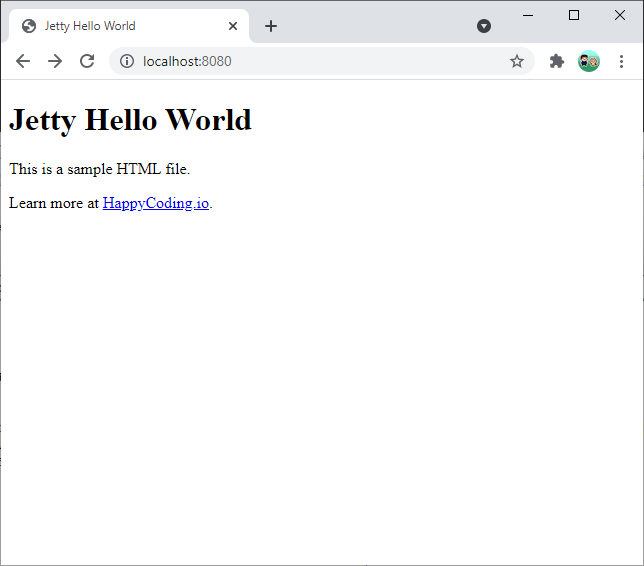 Jetty Hello World
localhost:8080
Jetty Hello World
This is a sample HTML file.
Learn more at HappyCoding.io.